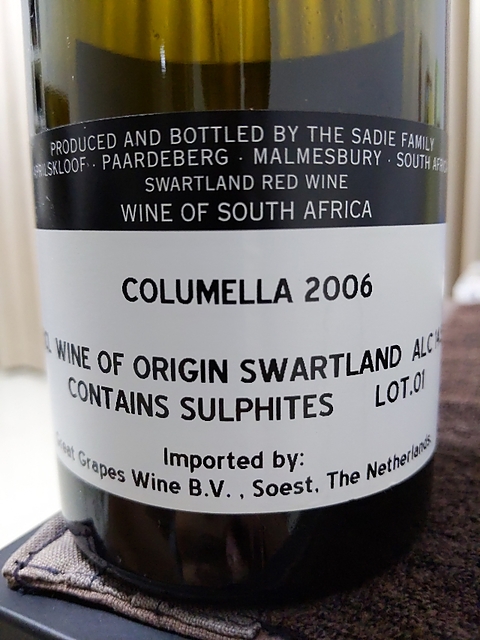 PRODUCED AND BOTTLED BY THE SADIE FAMILY
· PAARDEBERG · MALMESBURY · SOUTH
SWARTLAND RED WINE
WINE OF SOUTH AFRICA
COLUMELLA 2006
WINE OF ORIGIN SWARTLAND ALC
CONTAINS SULPHITES LOT.01
Imported by:
Great Grapes Wine B.V. , Soest, The Netherlands.